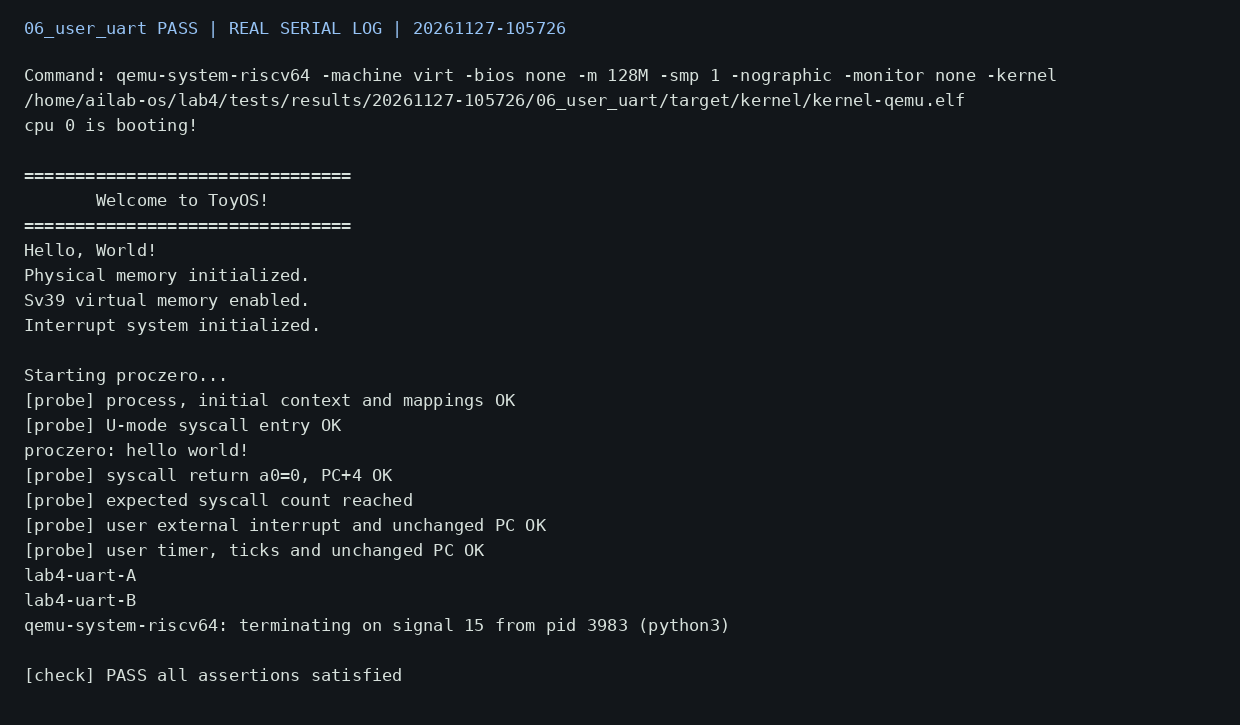 06_user_uart PASS | REAL SERIAL LOG | 20261127-105726
Command: qemu-system-riscv64 -machine virt -bios none -m 128M -smp 1 -nographic -monitor none -kernel
/home/ailab-os/lab4/tests/results/20261127-105726/06_user_uart/target/kernel/kernel-qemu.elf
cpu 0 is booting!
================================
Welcome to ToyOS!
================================
Hello, World!
Physical memory initialized.
Sv39 virtual memory enabled.
Interrupt system initialized.
Starting proczero...
[probe] process, initial context and mappings OK
[probe] U-mode syscall entry OK
proczero: hello world!
[probe] syscall return a0=0, PC+4 OK
[probe] expected syscall count reached
[probe] user external interrupt and unchanged PC OK
[probe] user timer, ticks and unchanged PC OK
lab4-uart-A
lab4-uart-B
qemu-system-riscv64: terminating on signal 15 from pid 3983 (python3)
[check] PASS all assertions satisfied